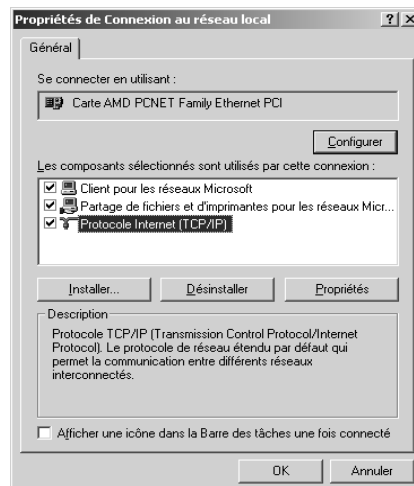 Propriétés de Connexion au réseau local
Général
Se connecter en utilisant :
Carte AMD PCNET Family Ethernet PCI
Configurer
Les composants sélectionnés sont utilisés par cette connexion :
Client pour les réseaux Microsoft
Partage de fichiers et d'imprimantes pour les réseaux Micr...
Protocole Internet (TCP/IP)
Installer...
Désinstaller
Propriétés
Description
Protocole TCP/IP (Transmission Control Protocol/Internet
Protocol). Le protocole de réseau étendu par défaut qui
permet la communication entre différents réseaux
interconnectés.
Afficher une icône dans la Barre des tâches une fois connecté
OK
Annuler